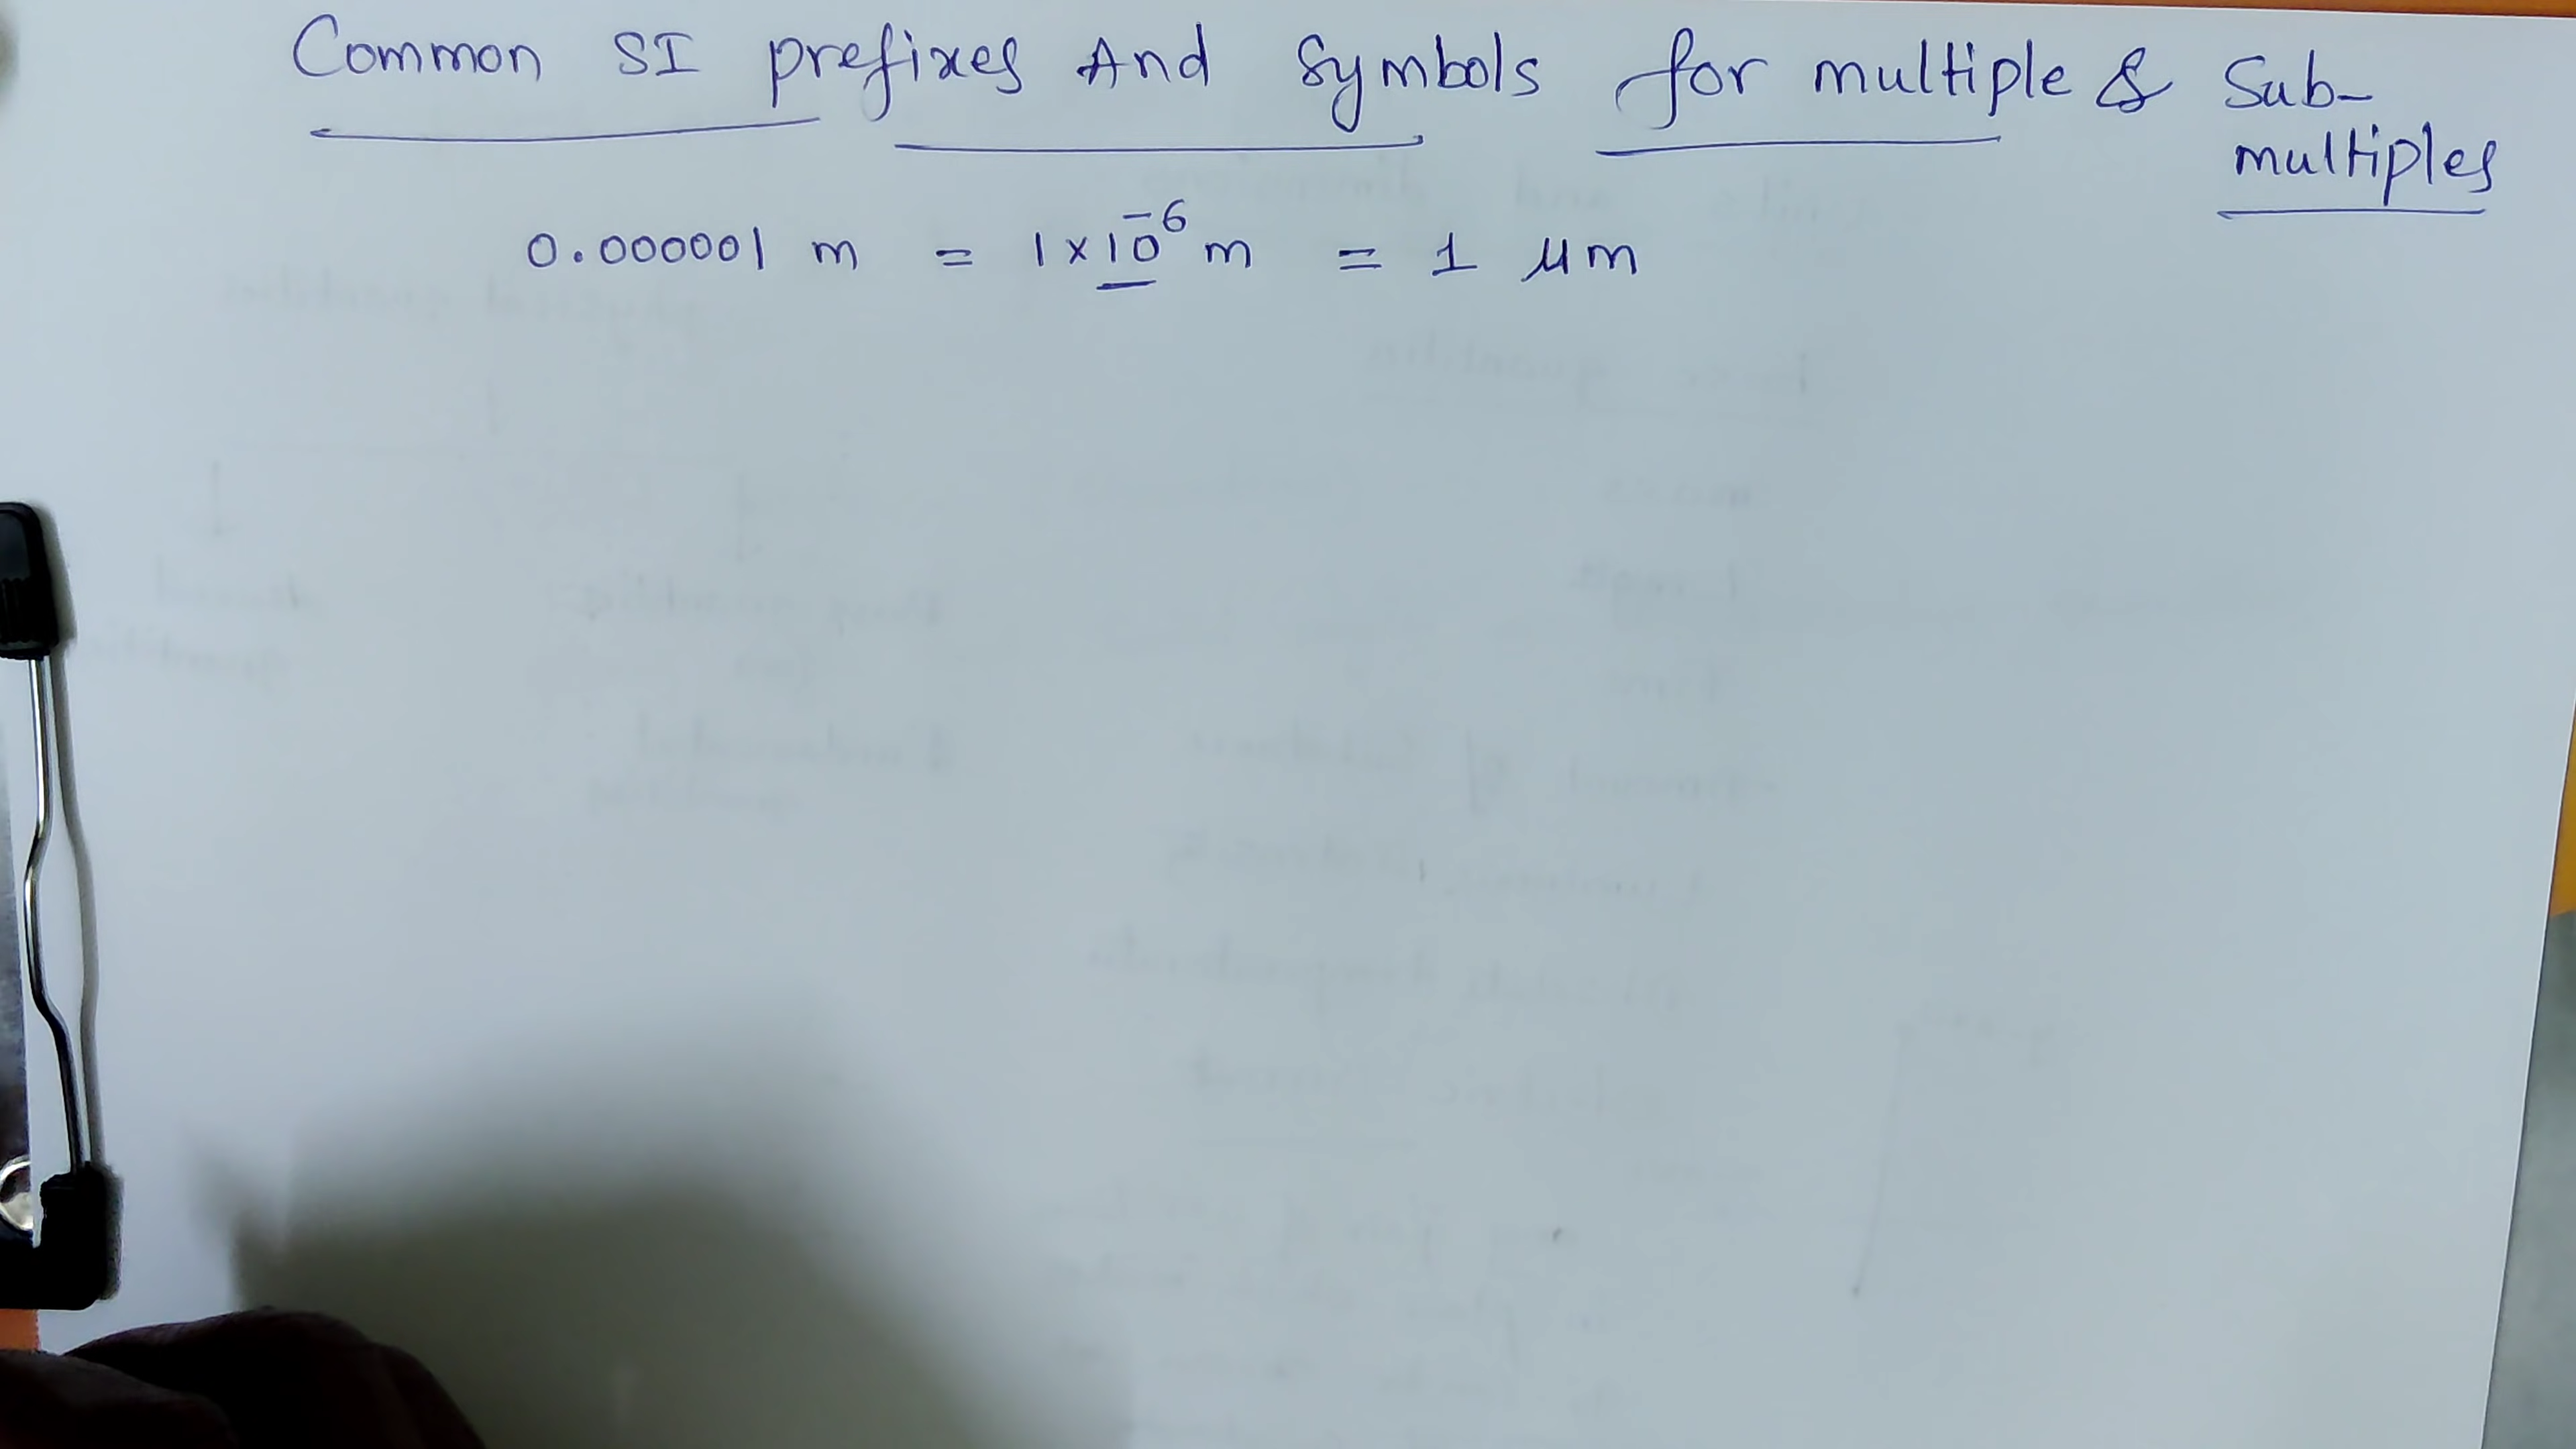 Common SI prefixes And Symbols for multiple & Sub-
multiples
0.000001 m = 1 x 10⁻⁶ m = 1 μm